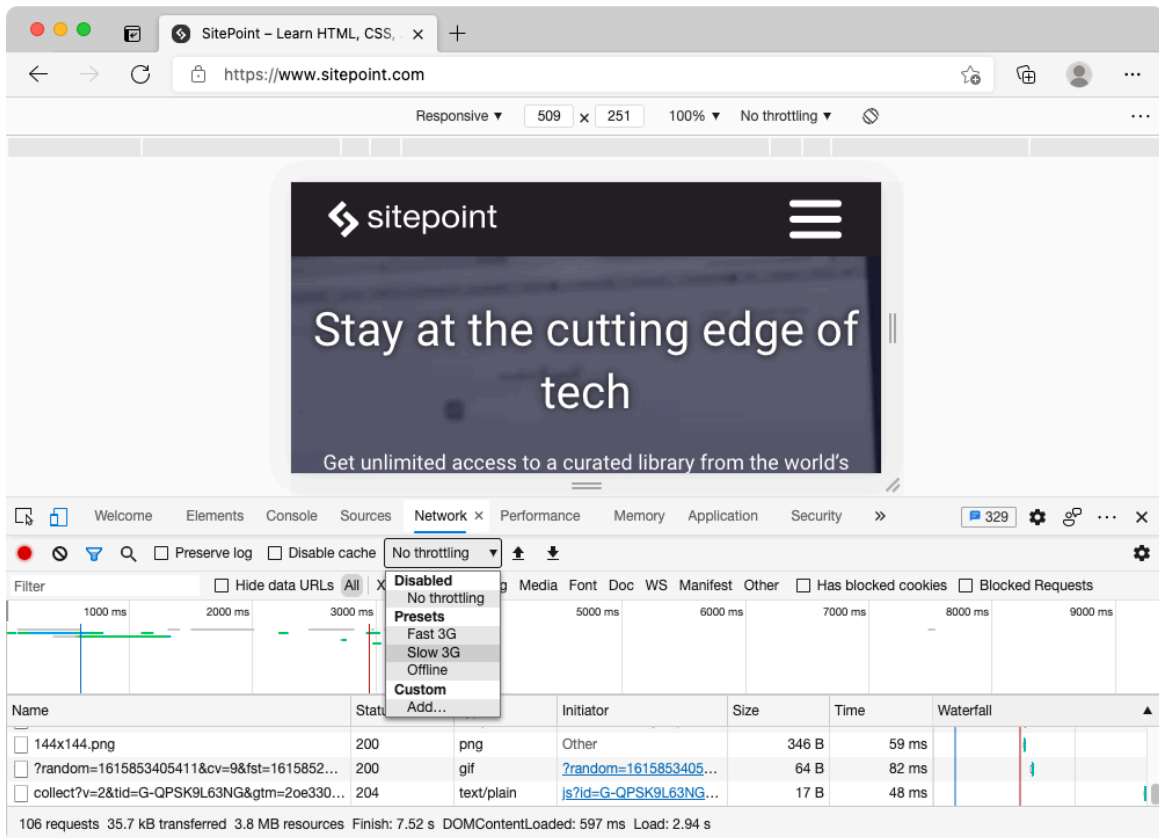 SitePoint – Learn HTML, CSS,
https://www.sitepoint.com
Responsive ▼ 509 x 251 100% ▼ No throttling ▼
sitepoint
Stay at the cutting edge of
tech
Get unlimited access to a curated library from the world’s
Welcome Elements Console Sources Network × Performance Memory Application Security » 329
Preserve log Disable cache No throttling ▼
Filter Hide data URLs All Media Font Doc WS Manifest Other Has blocked cookies Blocked Requests
Disabled
No throttling
Presets
Fast 3G
Slow 3G
Offline
Custom
Add...
1000 ms 2000 ms 3000 ms 5000 ms 6000 ms 7000 ms 8000 ms 9000 ms
Name Initiator Size Time Waterfall ▲
144x144.png 200 png Other 346 B 59 ms
?random=1615853405411&cv=9&fst=1615852... 200 gif ?random=1615853405... 64 B 82 ms
collect?v=2&tid=G-QPSK9L63NG&gtm=2oe330... 204 text/plain js?id=G-QPSK9L63NG... 17 B 48 ms
106 requests 35.7 kB transferred 3.8 MB resources Finish: 7.52 s DOMContentLoaded: 597 ms Load: 2.94 s